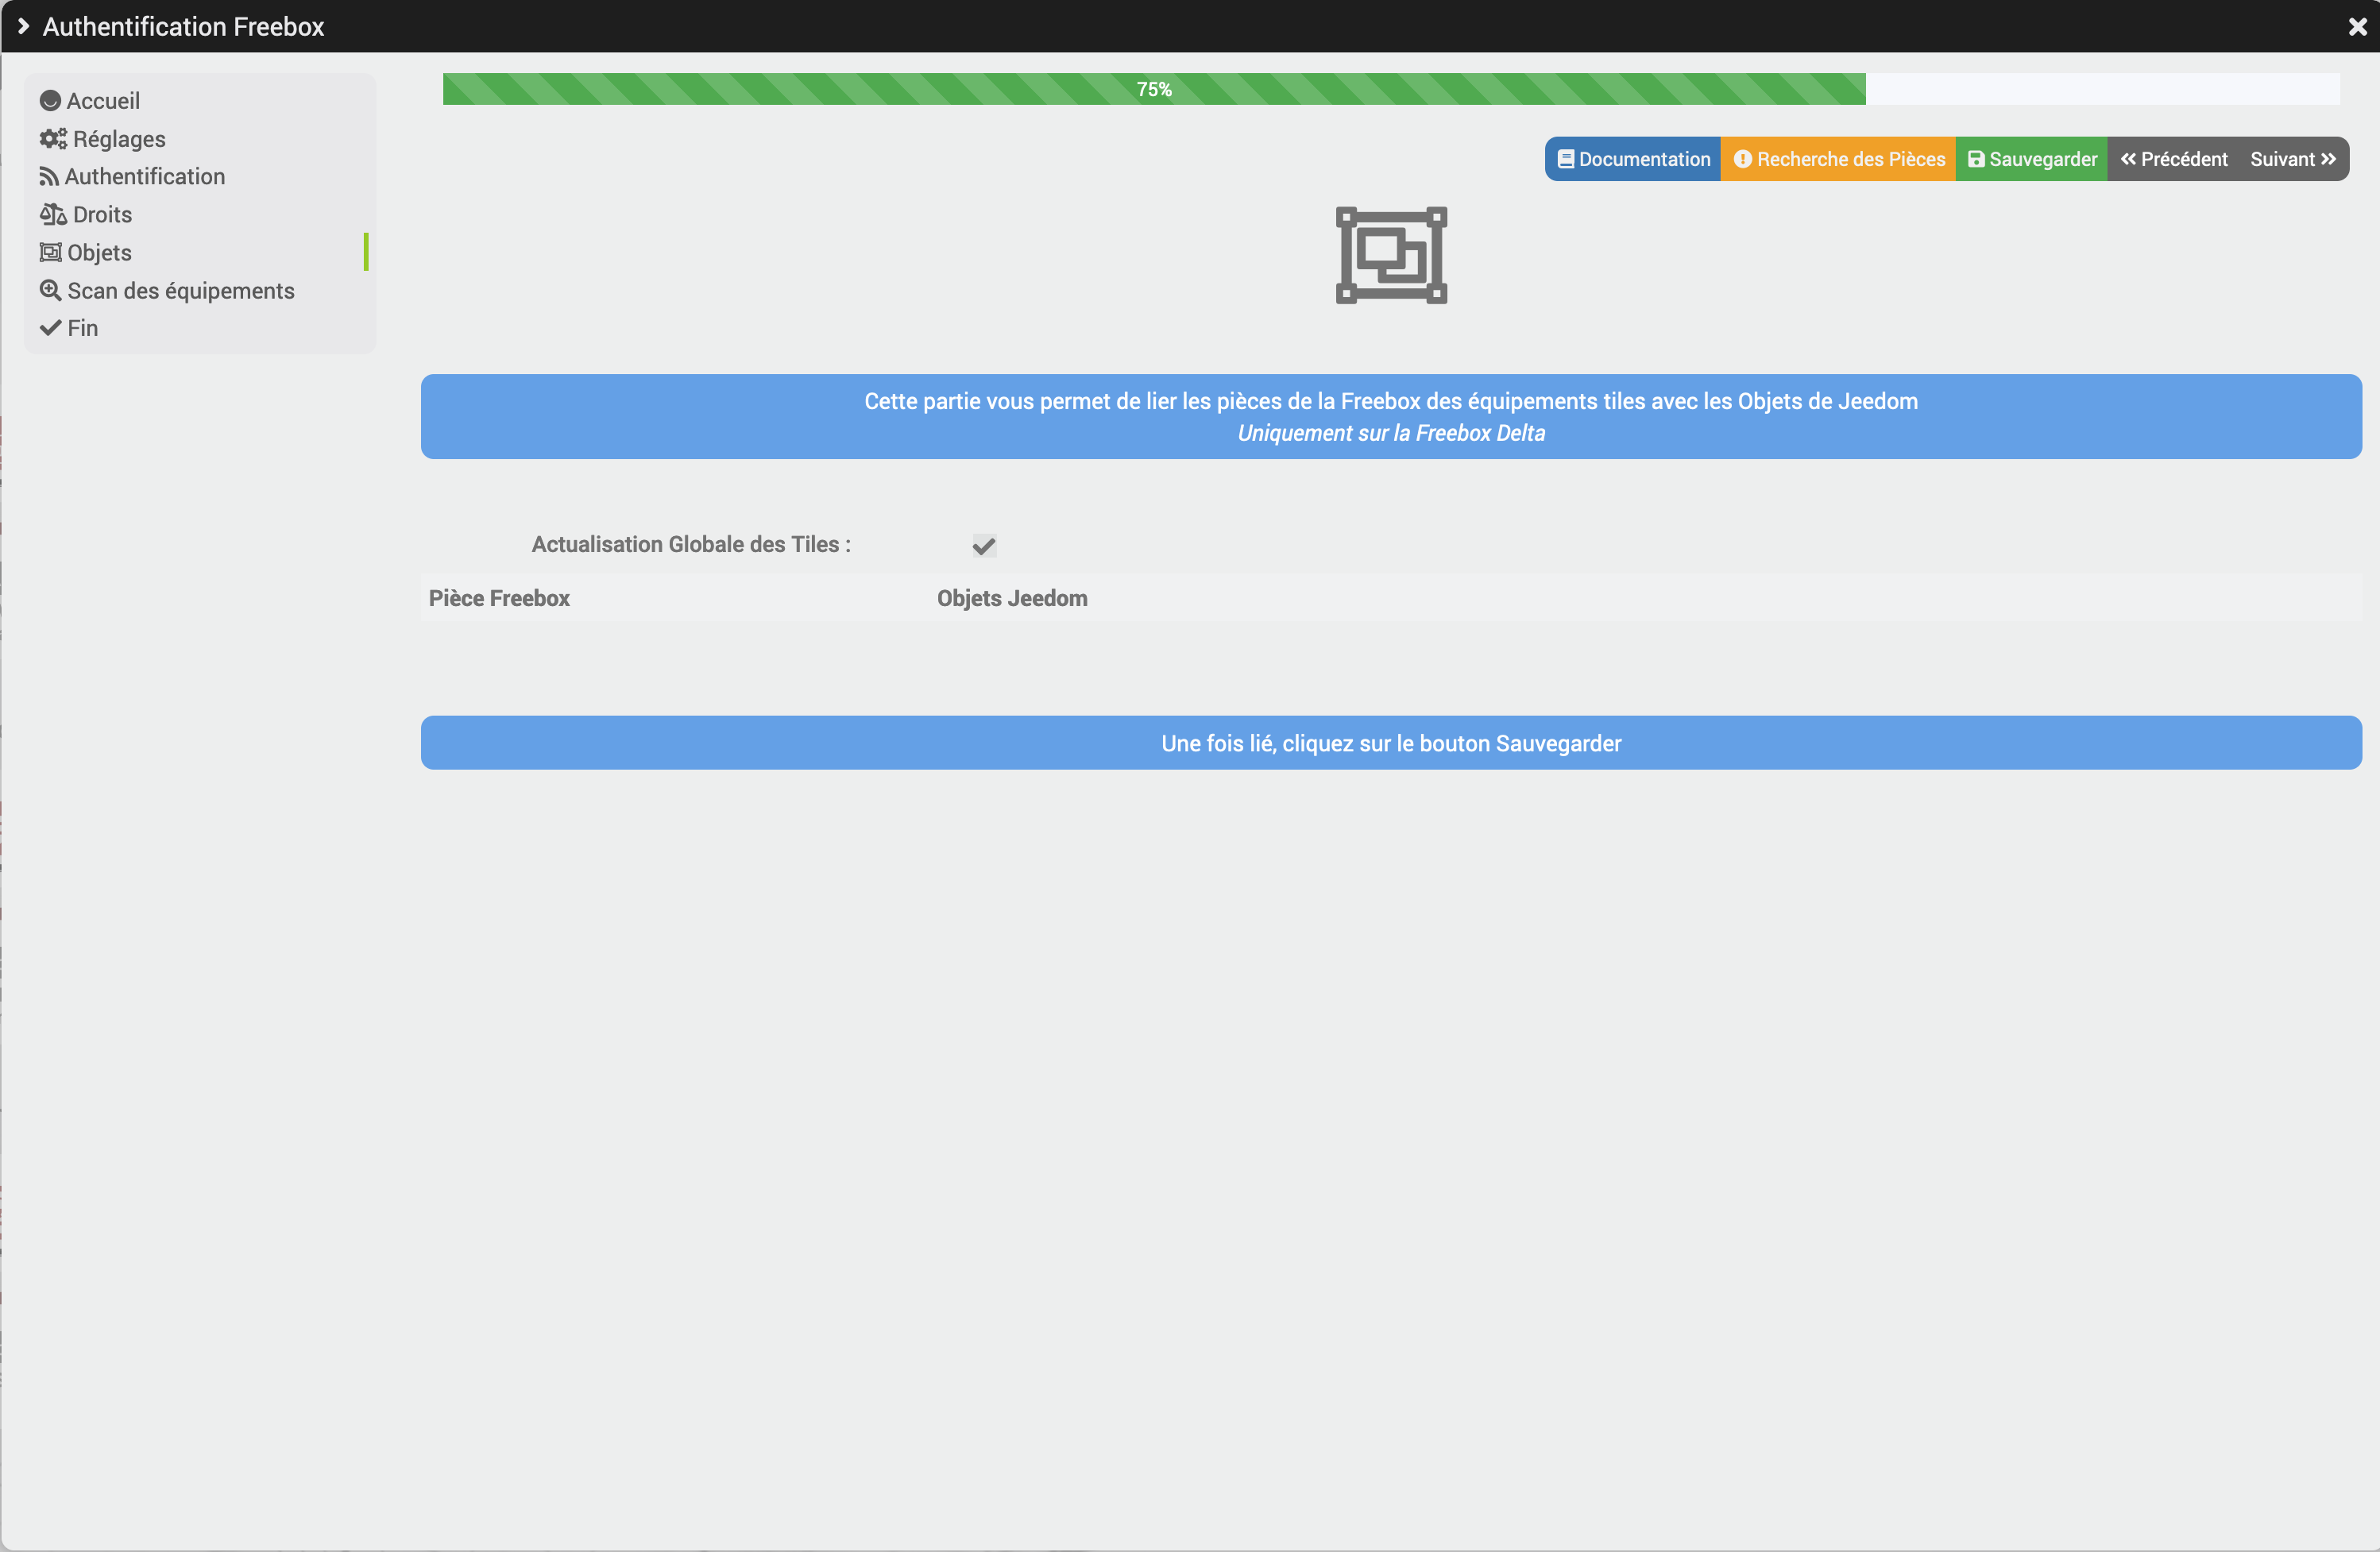 Authentification Freebox
Accueil
Réglages
Authentification
Droits
Objets
Scan des équipements
Fin
75%
Documentation
Recherche des Pièces
Sauvegarder
Précédent
Suivant
Cette partie vous permet de lier les pièces de la Freebox des équipements tiles avec les Objets de Jeedom
Uniquement sur la Freebox Delta
Actualisation Globale des Tiles :
Pièce Freebox
Objets Jeedom
Une fois lié, cliquez sur le bouton Sauvegarder